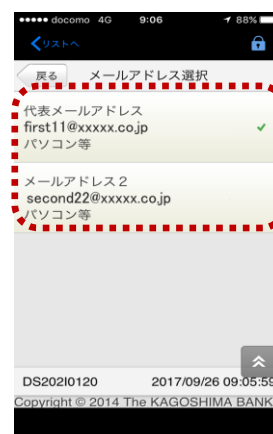 docomo 4G 9:06 88%
リストへ
戻る メールアドレス選択
代表メールアドレス
first11@xxxxx.co.jp
パソコン等
メールアドレス２
second22@xxxxx.co.jp
パソコン等
DS202I0120 2017/09/26 09:05:59
Copyright © 2014 The KAGOSHIMA BANK